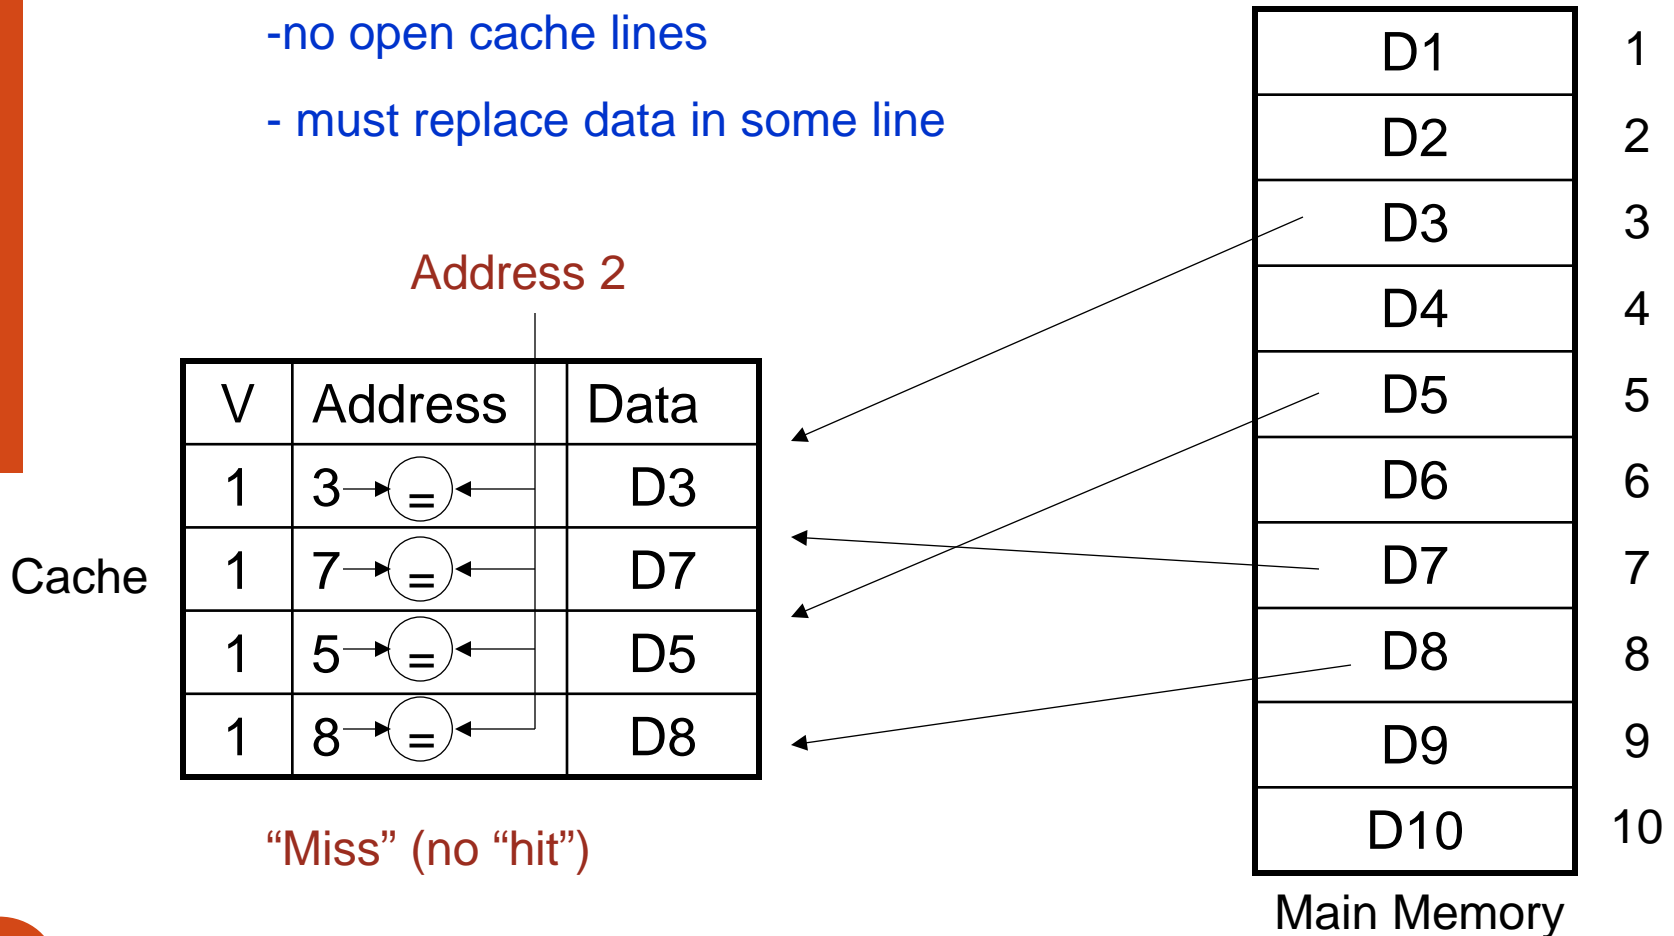 -no open cache lines
- must replace data in some line
Address 2
V Address Data
1 3 = D3
1 7 = D7
1 5 = D5
1 8 = D8
Cache
“Miss” (no “hit”)
D1 1
D2 2
D3 3
D4 4
D5 5
D6 6
D7 7
D8 8
D9 9
D10 10
Main Memory